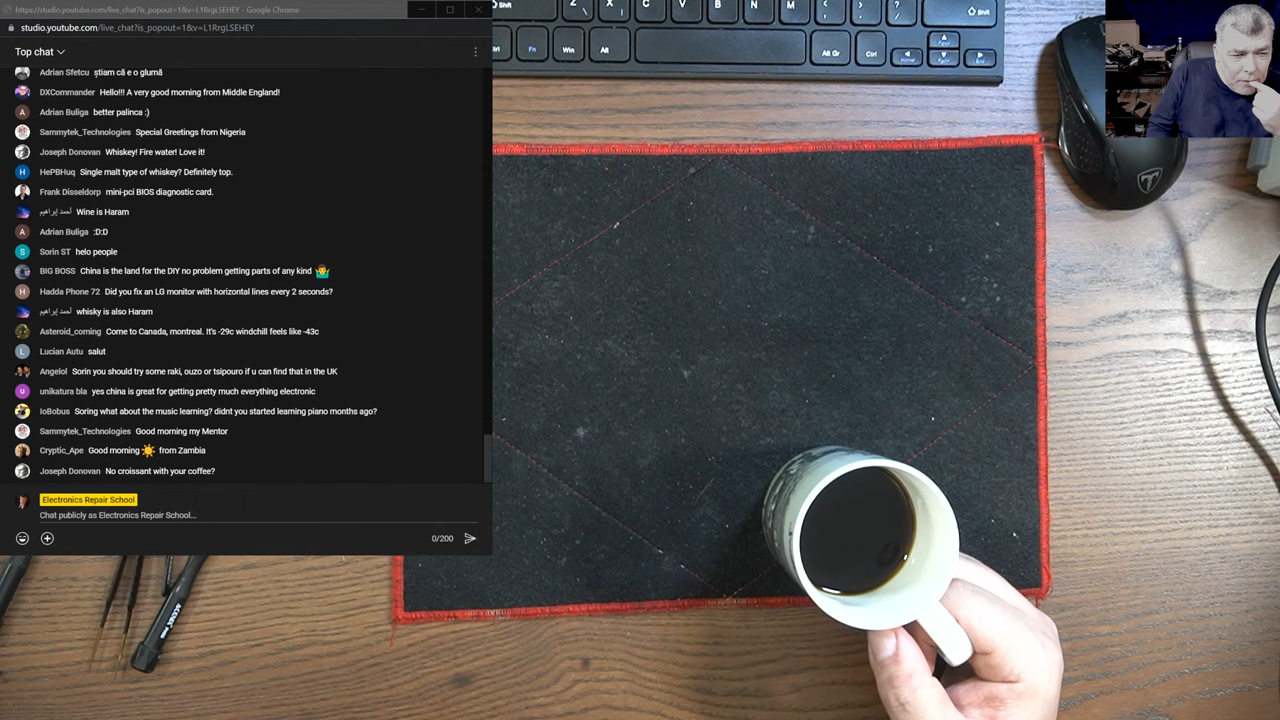 https://studio.youtube.com/live_chat?is_popout=1&v=L1RrgLSEHEY - Google Chrome
studio.youtube.com/live_chat?is_popout=1&v=L1RrgLSEHEY
Top chat
Adrian Sfetcu știam că e o glumă
DXCommander Hello!!! A very good morning from Middle England!
Adrian Buliga better palinca :)
Sammytek_Technologies Special Greetings from Nigeria
Joseph Donovan Whiskey! Fire water! Love it!
H HePBHuq Single malt type of whiskey? Definitely top.
Frank Disseldorp mini-pci BIOS diagnostic card.
أحمد إبراهيم Wine is Haram
A Adrian Buliga :D:D
S Sorin ST helo people
BIG BOSS China is the land for the DIY no problem getting parts of any kind 🤷‍♂️
H Hadda Phone 72 Did you fix an LG monitor with horizontal lines every 2 seconds?
أحمد إبراهيم whisky is also Haram
Asteroid_coming Come to Canada, montreal. It's -29c windchill feels like -43c
L Lucian Autu salut
Angelol Sorin you should try some raki, ouzo or tsipouro if u can find that in the UK
u unikatura bla yes china is great for getting pretty much everything electronic
IoBobus Soring what about the music learning? didnt you started learning piano months ago?
Sammytek_Technologies Good morning my Mentor
Cryptic_Ape Good morning ☀️ from Zambia
Joseph Donovan No croissant with your coffee?
Electronics Repair School
Chat publicly as Electronics Repair School...
0/200
Shift
Z X C V B N M
Fn Win Alt Alt Gr Ctrl
Shift
Home PgUp PgDn End